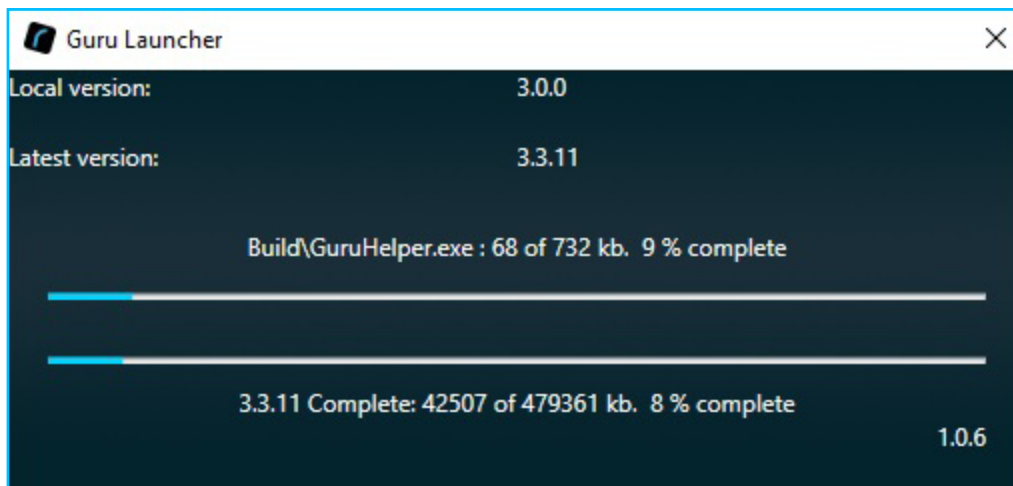 Guru Launcher
Local version: 3.0.0
Latest version: 3.3.11
Build\GuruHelper.exe : 68 of 732 kb.  9 % complete
3.3.11 Complete: 42507 of 479361 kb.  8 % complete
1.0.6